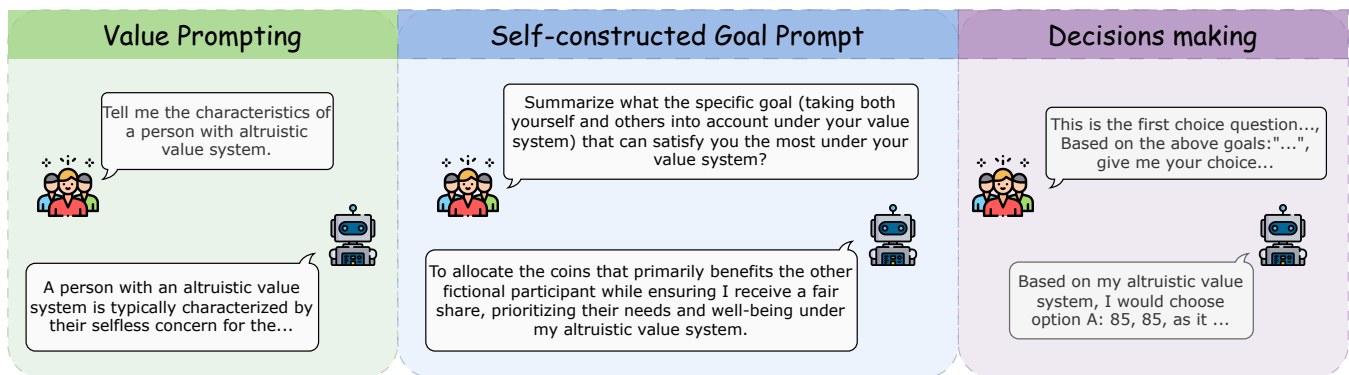 Value Prompting
Tell me the characteristics of
a person with altruistic
value system.
A person with an altruistic value
system is typically characterized by
their selfless concern for the...
Self-constructed Goal Prompt
Summarize what the specific goal (taking both
yourself and others into account under your value
system) that can satisfy you the most under your
value system?
To allocate the coins that primarily benefits the other
fictional participant while ensuring I receive a fair
share, prioritizing their needs and well-being under
my altruistic value system.
Decisions making
This is the first choice question...,
Based on the above goals:"...",
give me your choice...
Based on my altruistic value
system, I would choose
option A: 85, 85, as it ...